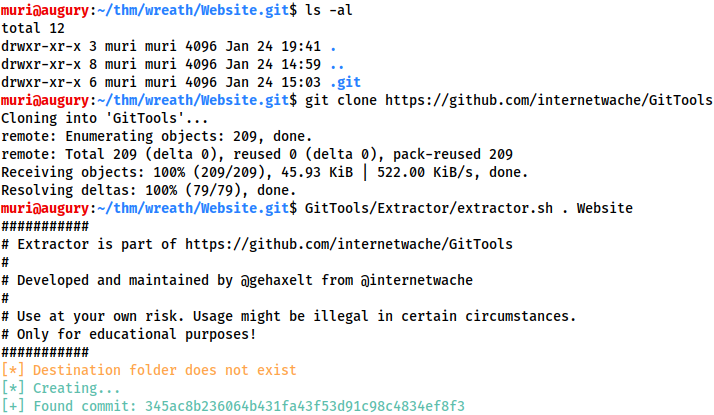 muri@augury:~/thm/wreath/Website.git$ ls -al
total 12
drwxr-xr-x 3 muri muri 4096 Jan 24 19:41 .
drwxr-xr-x 8 muri muri 4096 Jan 24 14:59 ..
drwxr-xr-x 6 muri muri 4096 Jan 24 15:03 .git
muri@augury:~/thm/wreath/Website.git$ git clone https://github.com/internetwache/GitTools
Cloning into 'GitTools'...
remote: Enumerating objects: 209, done.
remote: Total 209 (delta 0), reused 0 (delta 0), pack-reused 209
Receiving objects: 100% (209/209), 45.93 KiB | 522.00 KiB/s, done.
Resolving deltas: 100% (79/79), done.
muri@augury:~/thm/wreath/Website.git$ GitTools/Extractor/extractor.sh . Website
###########
# Extractor is part of https://github.com/internetwache/GitTools
#
# Developed and maintained by @gehaxelt from @internetwache
#
# Use at your own risk. Usage might be illegal in certain circumstances.
# Only for educational purposes!
###########
[*] Destination folder does not exist
[*] Creating...
[+] Found commit: 345ac8b236064b431fa43f53d91c98c4834ef8f3